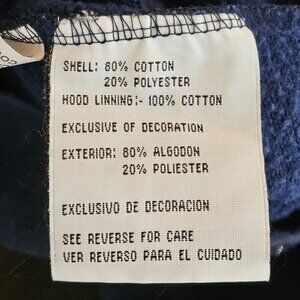 SHELL: 80% COTTON
20% POLYESTER
HOOD LINNING:- 100% COTTON
EXCLUSIVE OF DECORATION
EXTERIOR: 80% ALGODON
20% POLIESTER
EXCLUSIVO DE DECORACION
SEE REVERSE FOR CARE
VER REVERSO PARA EL CUIDADO